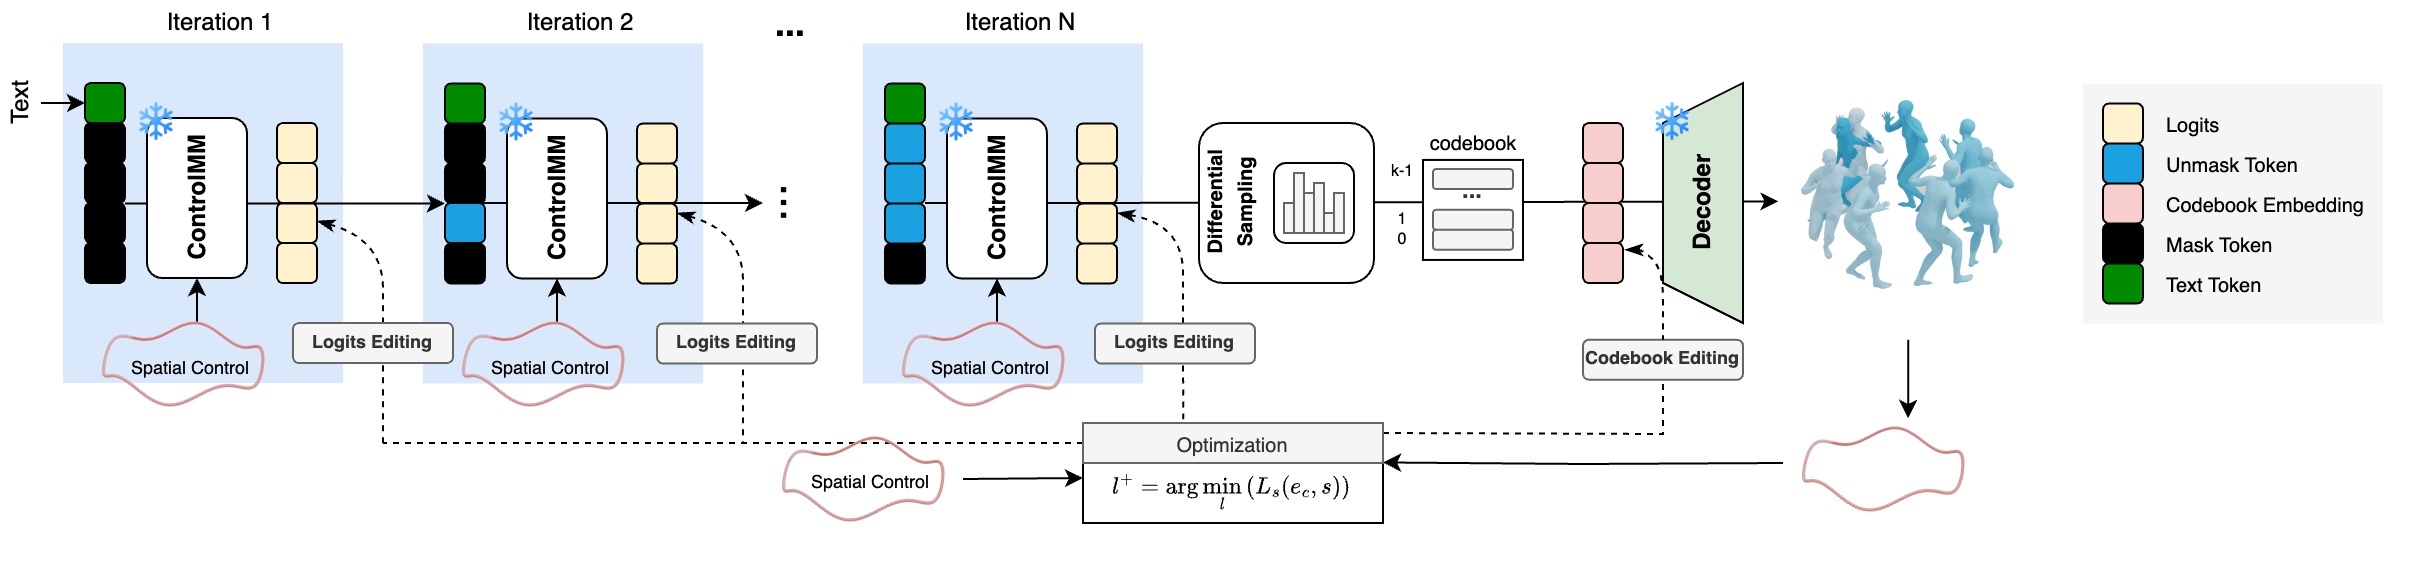 Iteration 1
Iteration 2
...
Iteration N
Text
ControlMM
ControlMM
ControlMM
Spatial Control
Spatial Control
Spatial Control
Logits Editing
Logits Editing
Logits Editing
Differential
Sampling
codebook
k-1
...
1
0
Decoder
Codebook Editing
Optimization
l⁺ = arg min (Lₛ(e_c, s))
l
Spatial Control
Logits
Unmask Token
Codebook Embedding
Mask Token
Text Token